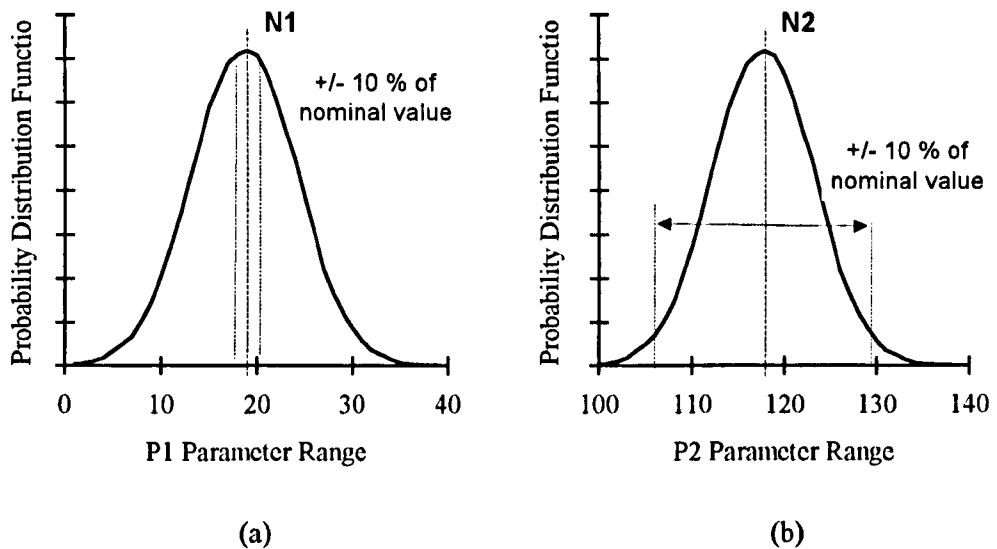 Probability Distribution Functio
N1
+/- 10 % of
nominal value
0 10 20 30 40
P1 Parameter Range
(a)
Probability Distribution Functio
N2
+/- 10 % of
nominal value
100 110 120 130 140
P2 Parameter Range
(b)